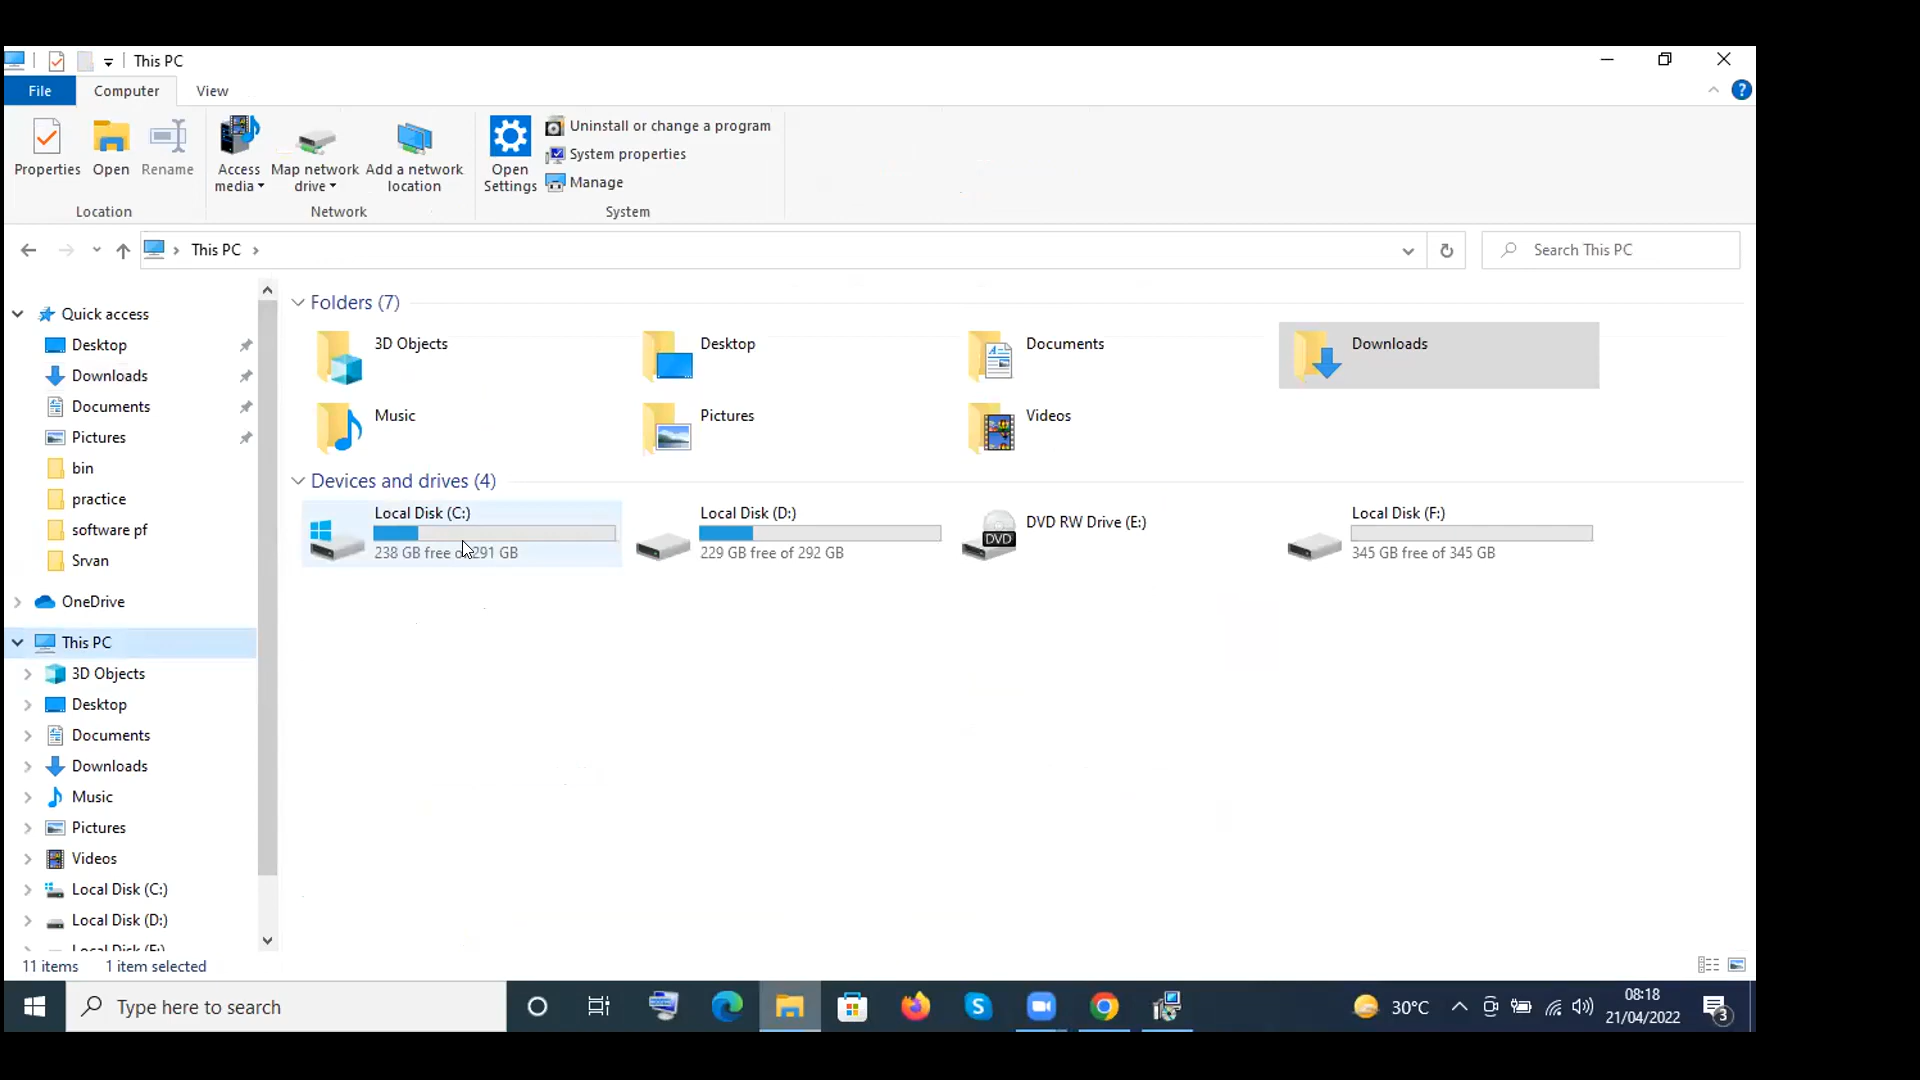 This PC
File Computer View
Properties Open Rename
Access media
Map network drive
Add a network location
Open Settings
Uninstall or change a program
System properties
Manage
Location Network System
This PC
Search This PC
Quick access
Desktop
Downloads
Documents
Pictures
bin
practice
software pf
Srvan
OneDrive
This PC
3D Objects
Desktop
Documents
Downloads
Music
Pictures
Videos
Local Disk (C:)
Local Disk (D:)
Folders (7)
3D Objects Desktop Documents Downloads
Music Pictures Videos
Devices and drives (4)
Local Disk (C:)
238 GB free of 291 GB
Local Disk (D:)
229 GB free of 292 GB
DVD RW Drive (E:)
DVD
Local Disk (F:)
345 GB free of 345 GB
11 items 1 item selected
Type here to search
30°C
08:18
21/04/2022
3